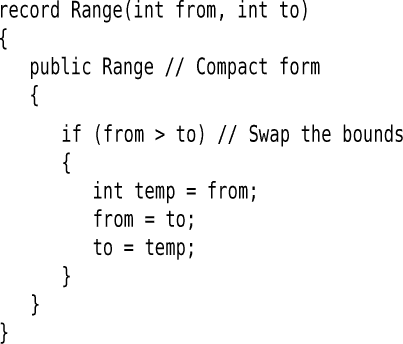 record Range(int from, int to)
{
   public Range // Compact form
   {
      if (from > to) // Swap the bounds
      {
         int temp = from;
         from = to;
         to = temp;
      }
   }
}